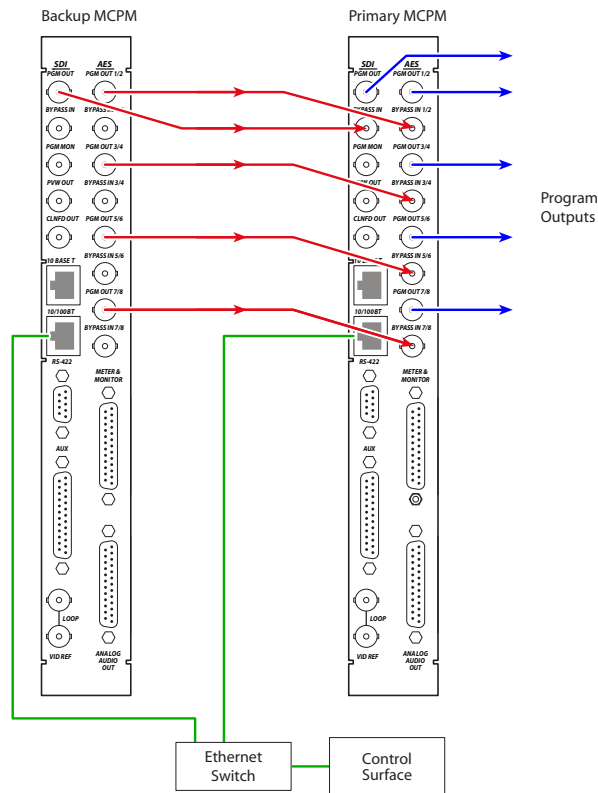 Backup MCPM
SDI
AES
PGM OUT
PGM OUT 1/2
BYPASS IN
PGM MON
PGM OUT 3/4
PVW OUT
BYPASS IN 3/4
CLNFD OUT
PGM OUT 5/6
10 BASE T
BYPASS IN 5/6
PGM OUT 7/8
10/100BT
BYPASS IN 7/8
RS-422
METER &
MONITOR
AUX
LOOP
VID REF
ANALOG
AUDIO
OUT
Primary MCPM
SDI
AES
PGM OUT
PGM OUT 1/2
BYPASS IN
BYPASS IN 1/2
PGM MON
PGM OUT 3/4
BYPASS IN 3/4
CLNFD OUT
PGM OUT 5/6
BYPASS IN 5/6
PGM OUT 7/8
10/100BT
BYPASS IN 7/8
RS-422
METER &
MONITOR
AUX
LOOP
VID REF
ANALOG
AUDIO
OUT
Program
Outputs
Ethernet
Switch
Control
Surface